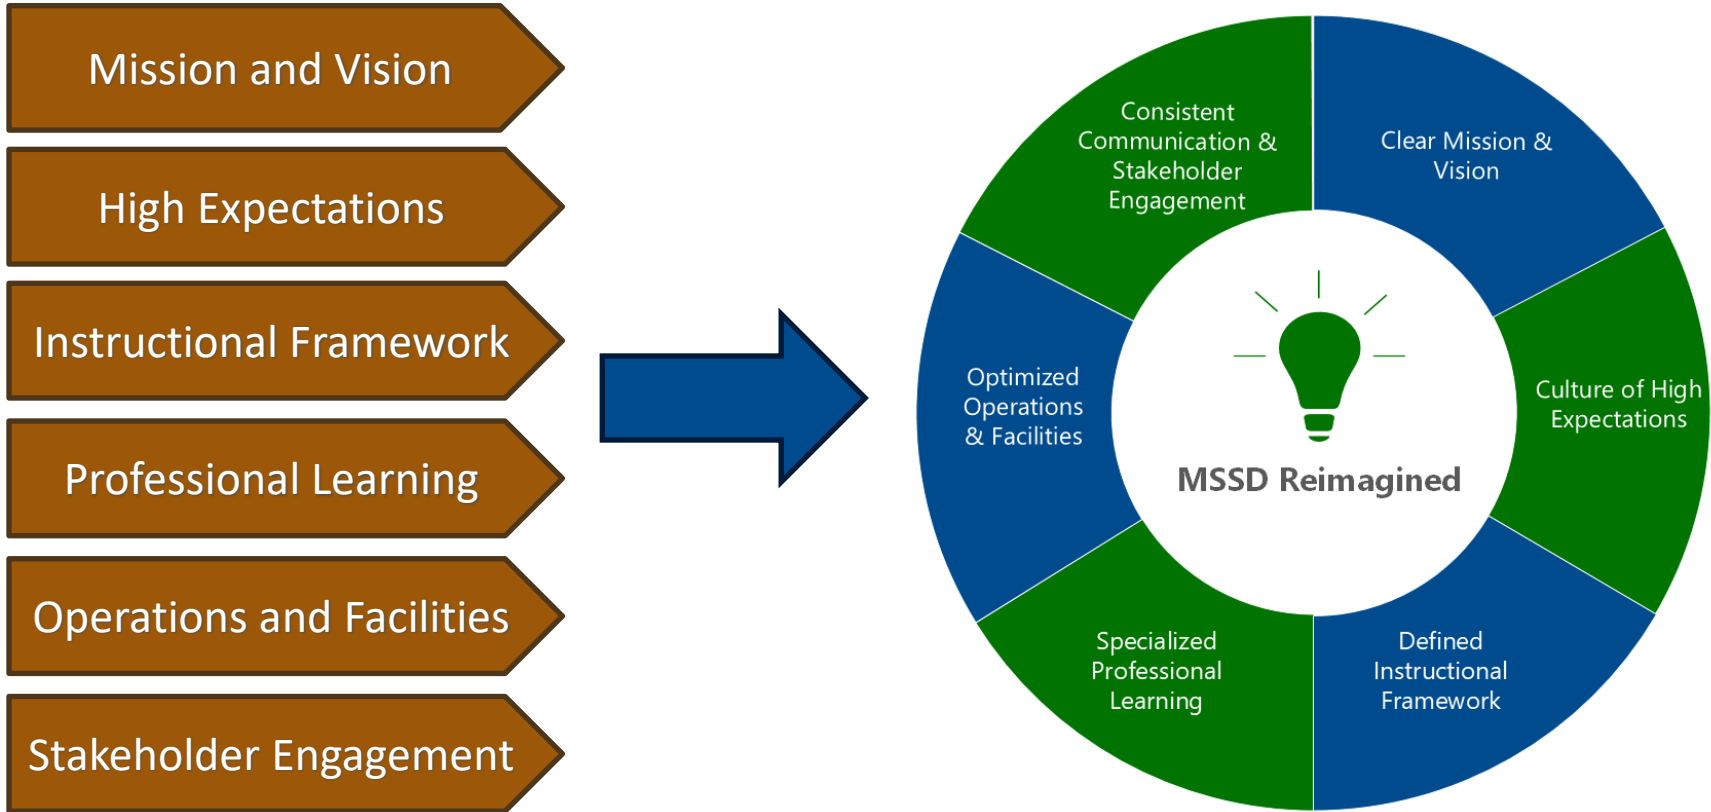 Mission and Vision
High Expectations
Instructional Framework
Professional Learning
Operations and Facilities
Stakeholder Engagement
Consistent
Communication &
Stakeholder
Engagement
Clear Mission &
Vision
Culture of High
Expectations
Defined
Instructional
Framework
Specialized
Professional
Learning
Optimized
Operations
& Facilities
MSSD Reimagined